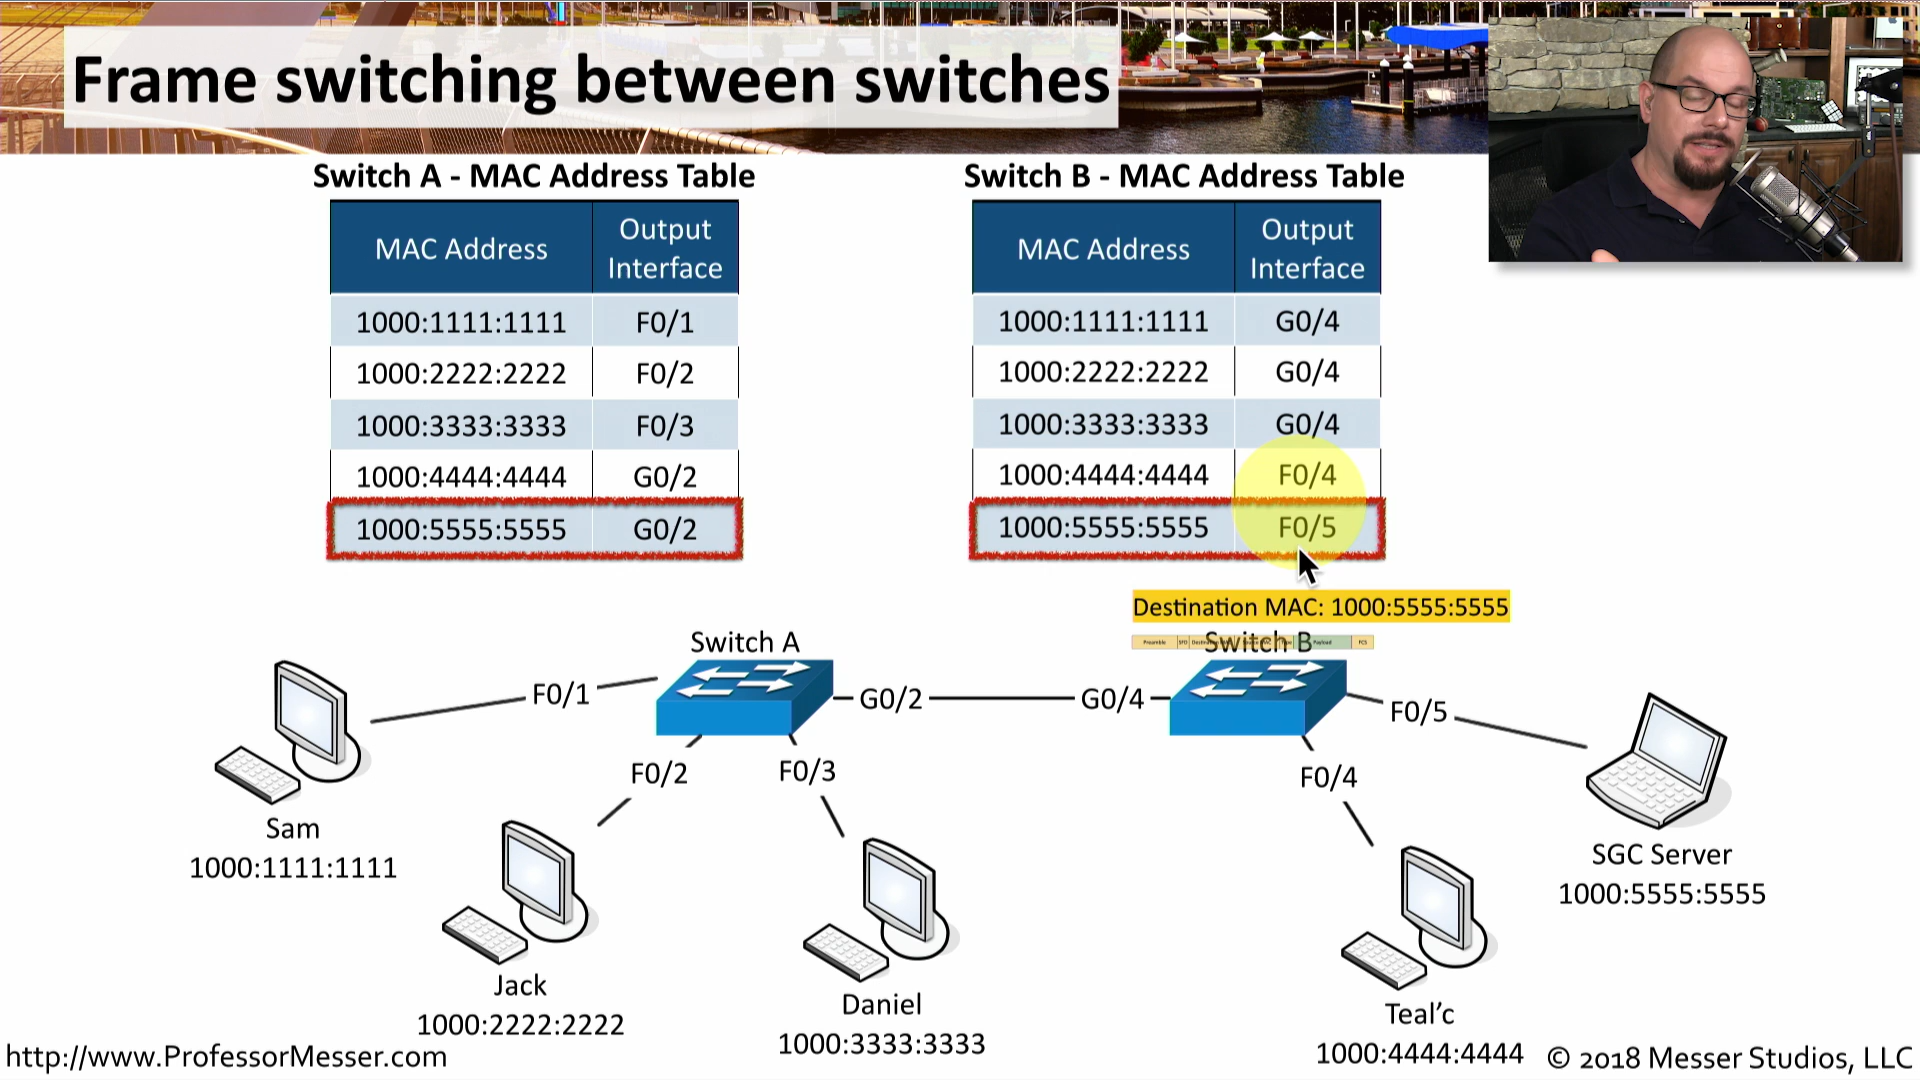 Frame switching between switches
Switch A - MAC Address Table
MAC Address Output Interface
1000:1111:1111 F0/1
1000:2222:2222 F0/2
1000:3333:3333 F0/3
1000:4444:4444 G0/2
1000:5555:5555 G0/2
Switch B - MAC Address Table
MAC Address Output Interface
1000:1111:1111 G0/4
1000:2222:2222 G0/4
1000:3333:3333 G0/4
1000:4444:4444 F0/4
1000:5555:5555 F0/5
Destination MAC: 1000:5555:5555
Preamble SFD Payload FCS
Switch A
Switch B
F0/1
G0/2
G0/4
F0/5
F0/2
F0/3
F0/4
Sam
1000:1111:1111
Jack
1000:2222:2222
Daniel
1000:3333:3333
Teal’c
1000:4444:4444
SGC Server
1000:5555:5555
http://www.ProfessorMesser.com
© 2018 Messer Studios, LLC